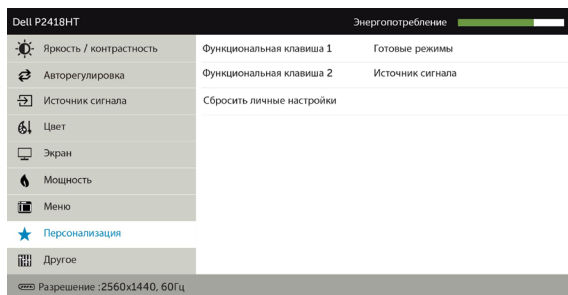 Dell P2418HT Энергопотребление
Яркость / контрастность Функциональная клавиша 1 Готовые режимы
Авторегулировка Функциональная клавиша 2 Источник сигнала
Источник сигнала Сбросить личные настройки
Цвет
Экран
Мощность
Меню
Персонализация
Другое
Разрешение :2560x1440, 60Гц